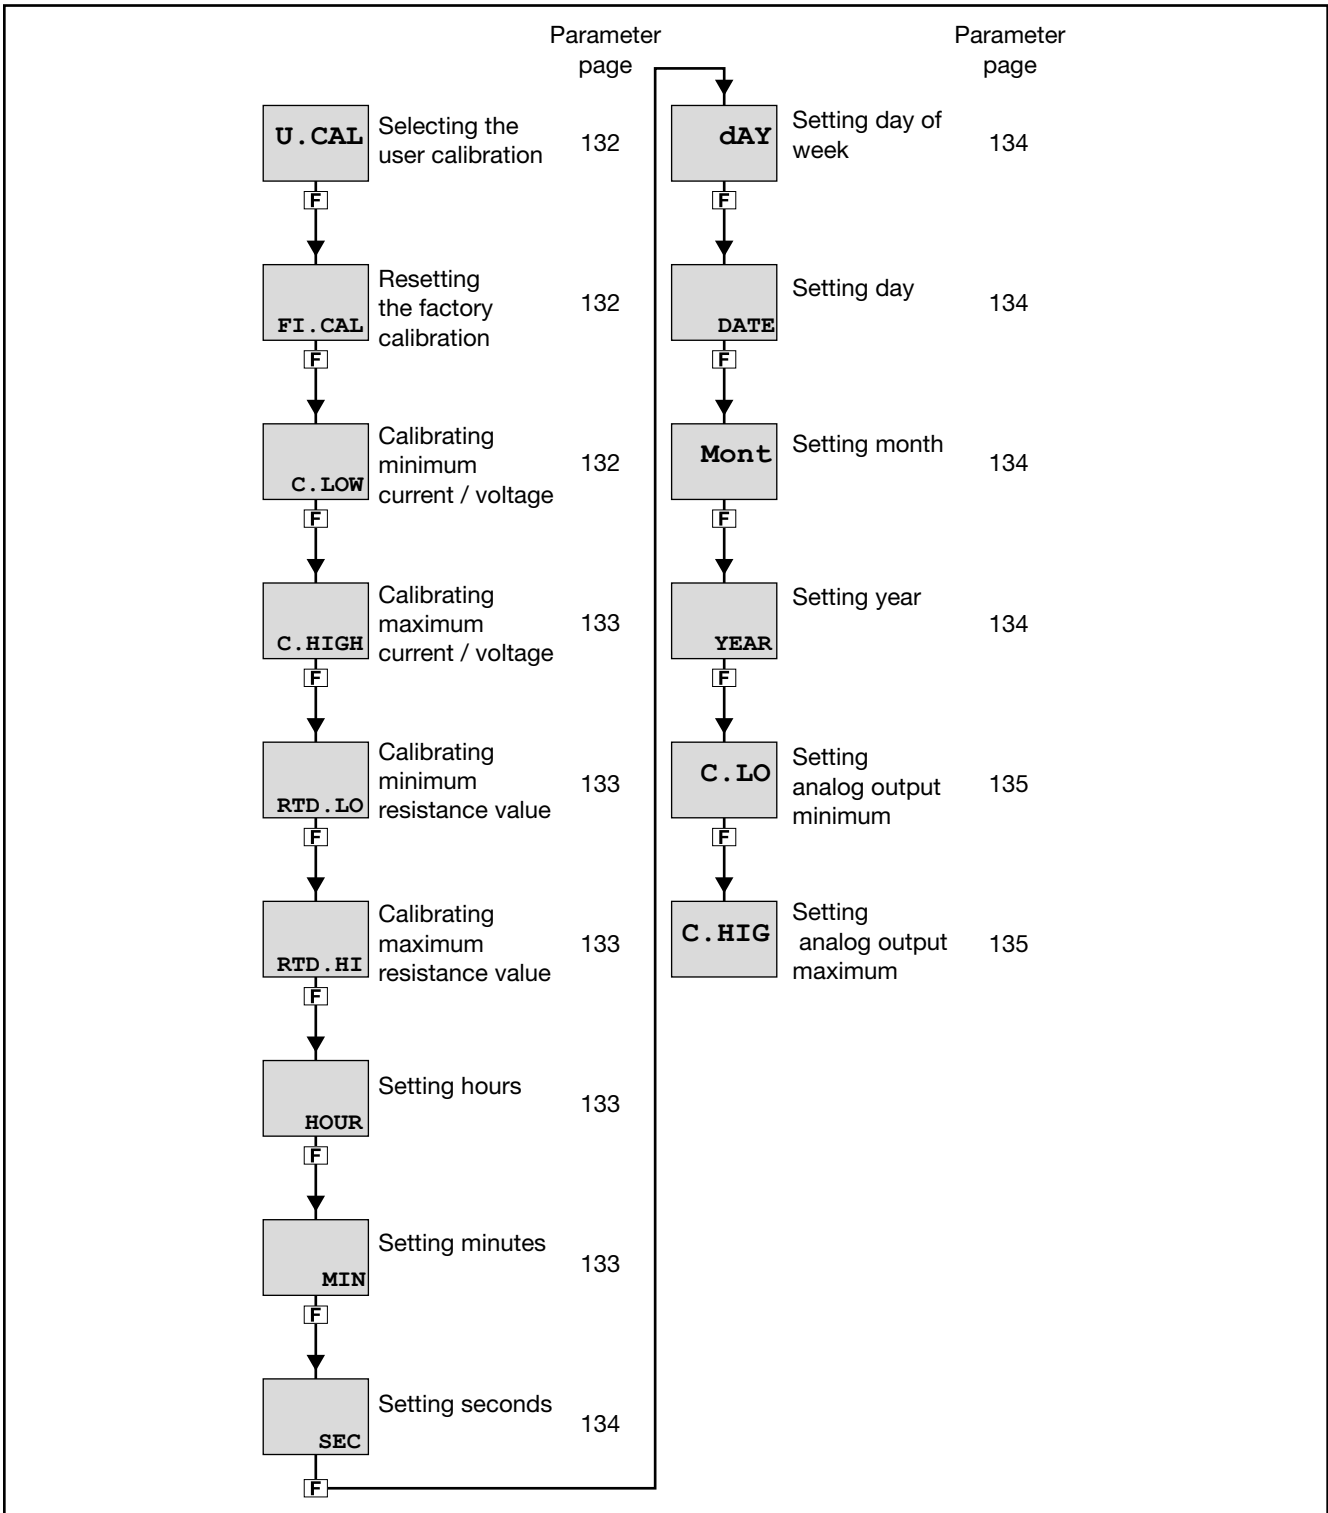 Parameter
page
U.CAL
Selecting the
user calibration
132
F
FI.CAL
Resetting
the factory
calibration
132
F
C.LOW
Calibrating
minimum
current / voltage
132
F
C.HIGH
Calibrating
maximum
current / voltage
133
F
RTD.LO
Calibrating
minimum
resistance value
133
F
RTD.HI
Calibrating
maximum
resistance value
133
F
HOUR
Setting hours
133
F
MIN
Setting minutes
133
F
SEC
Setting seconds
134
F
Parameter
page
dAY
Setting day of
week
134
F
DATE
Setting day
134
F
Mont
Setting month
134
F
YEAR
Setting year
134
F
C.LO
Setting
analog output
minimum
135
F
C.HIG
Setting
analog output
maximum
135